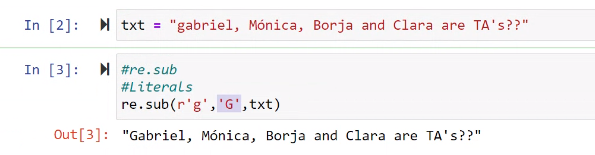 In [2]: txt = "gabriel, Mónica, Borja and Clara are TA's??"
In [3]: #re.sub
#Literals
re.sub(r'g','G',txt)
Out[3]: "Gabriel, Mónica, Borja and Clara are TA's??"